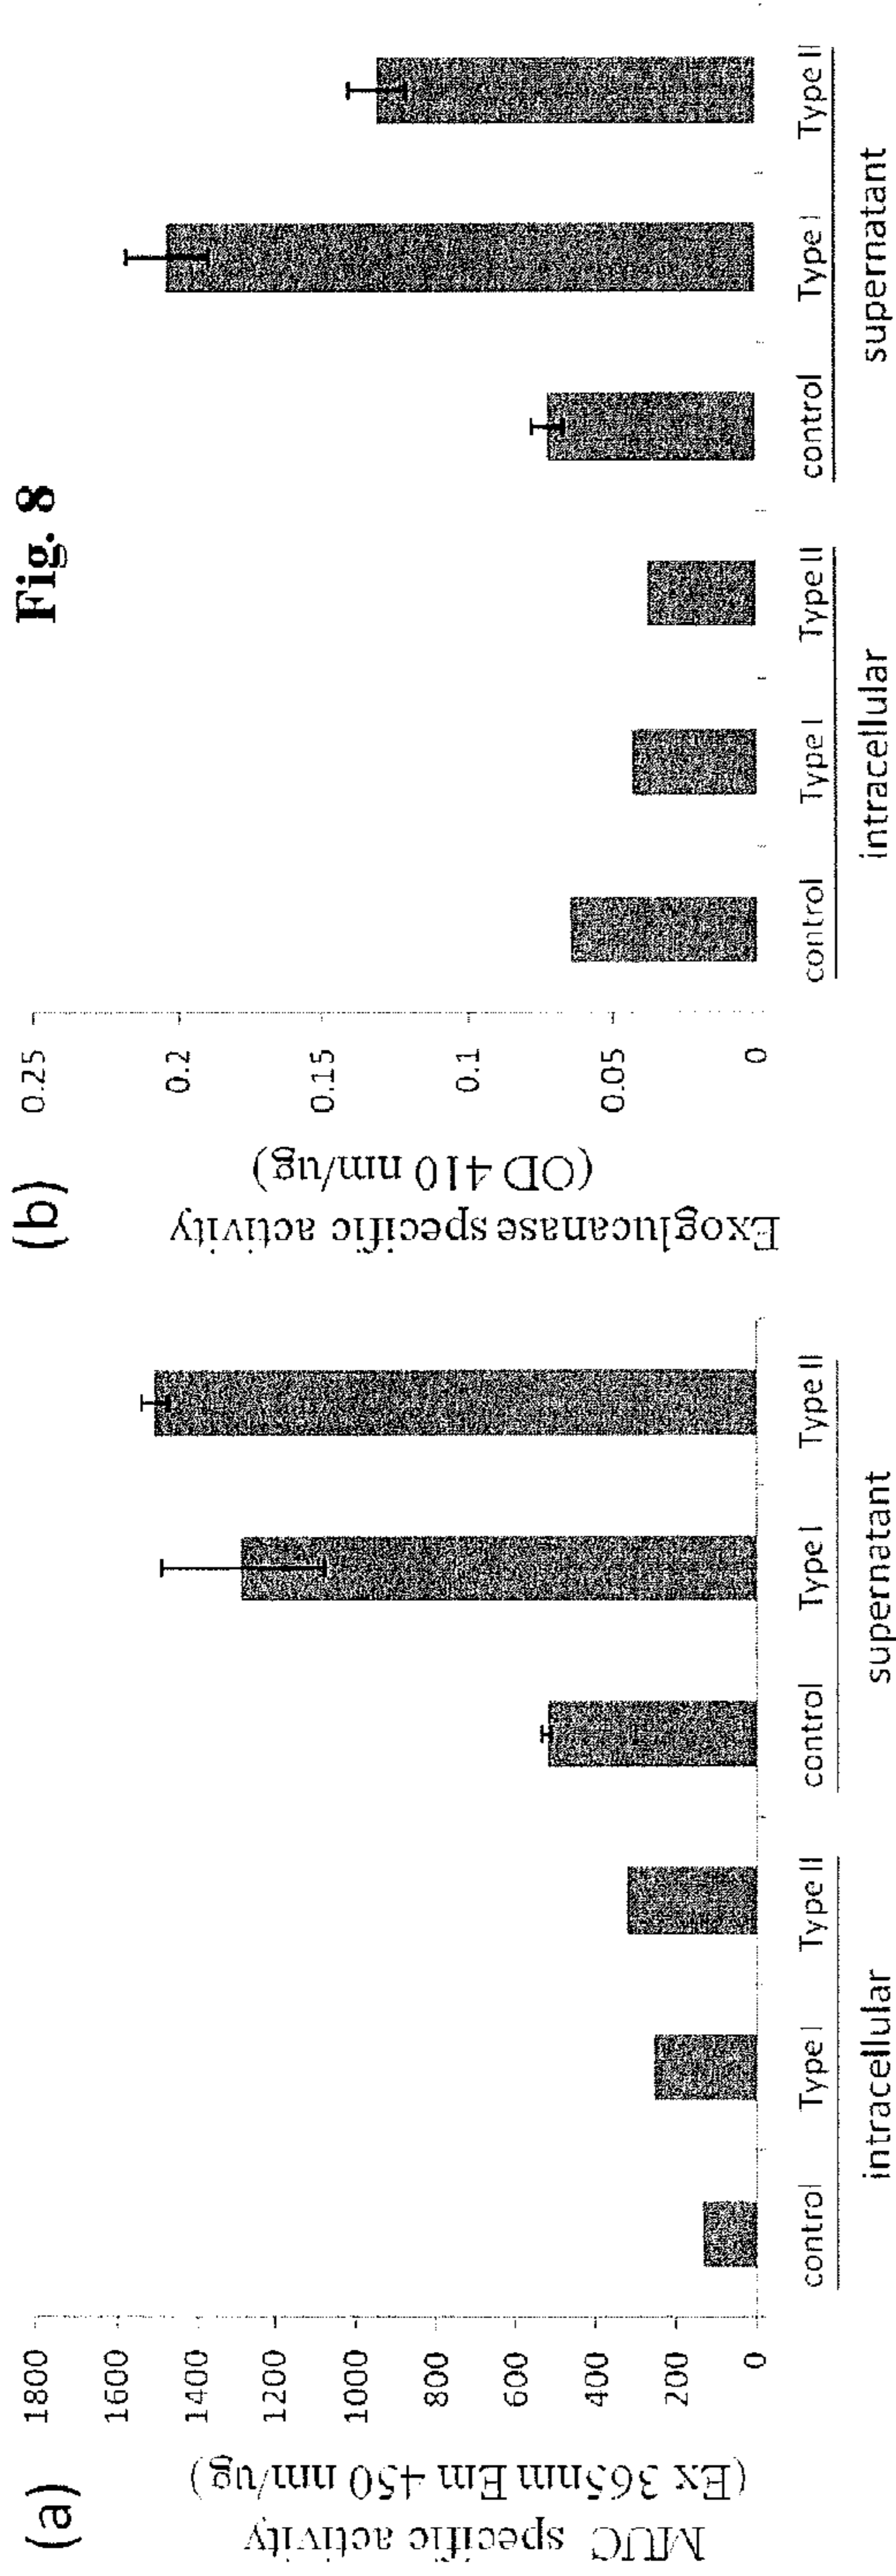 Fig. 8
(a)
MUC specific activity
(Ex 365nm Em 450 nm/ug)
1800
1600
1400
1200
1000
800
600
400
200
0
control Type I Type II control Type I Type II
intracellular supernatant
(b)
Exoglucanase specific activity
(OD 410 nm/ug)
0.25
0.2
0.15
0.1
0.05
0
control Type I Type II control Type I Type II
intracellular supernatant